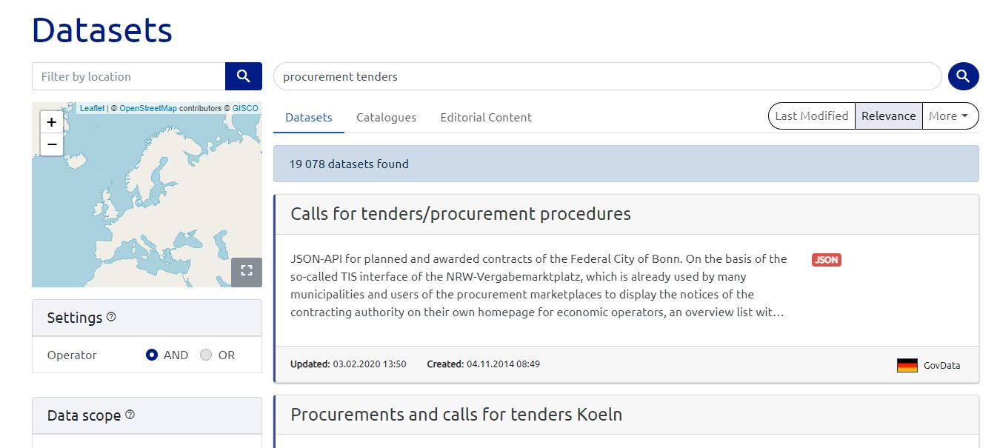 Datasets
Filter by location
procurement tenders
+
−
Leaflet | © OpenStreetMap contributors © GISCO
Datasets Catalogues Editorial Content
Last Modified Relevance More
19 078 datasets found
Calls for tenders/procurement procedures
JSON-API for planned and awarded contracts of the Federal City of Bonn. On the basis of the
so-called TIS interface of the NRW-Vergabemarktplatz, which is already used by many
municipalities and users of the procurement marketplaces to display the notices of the
contracting authority on their own homepage for economic operators, an overview list wit...
JSON
Updated: 03.02.2020 13:50 Created: 04.11.2014 08:49
GovData
Settings ?
Operator AND OR
Data scope ?
Procurements and calls for tenders Koeln